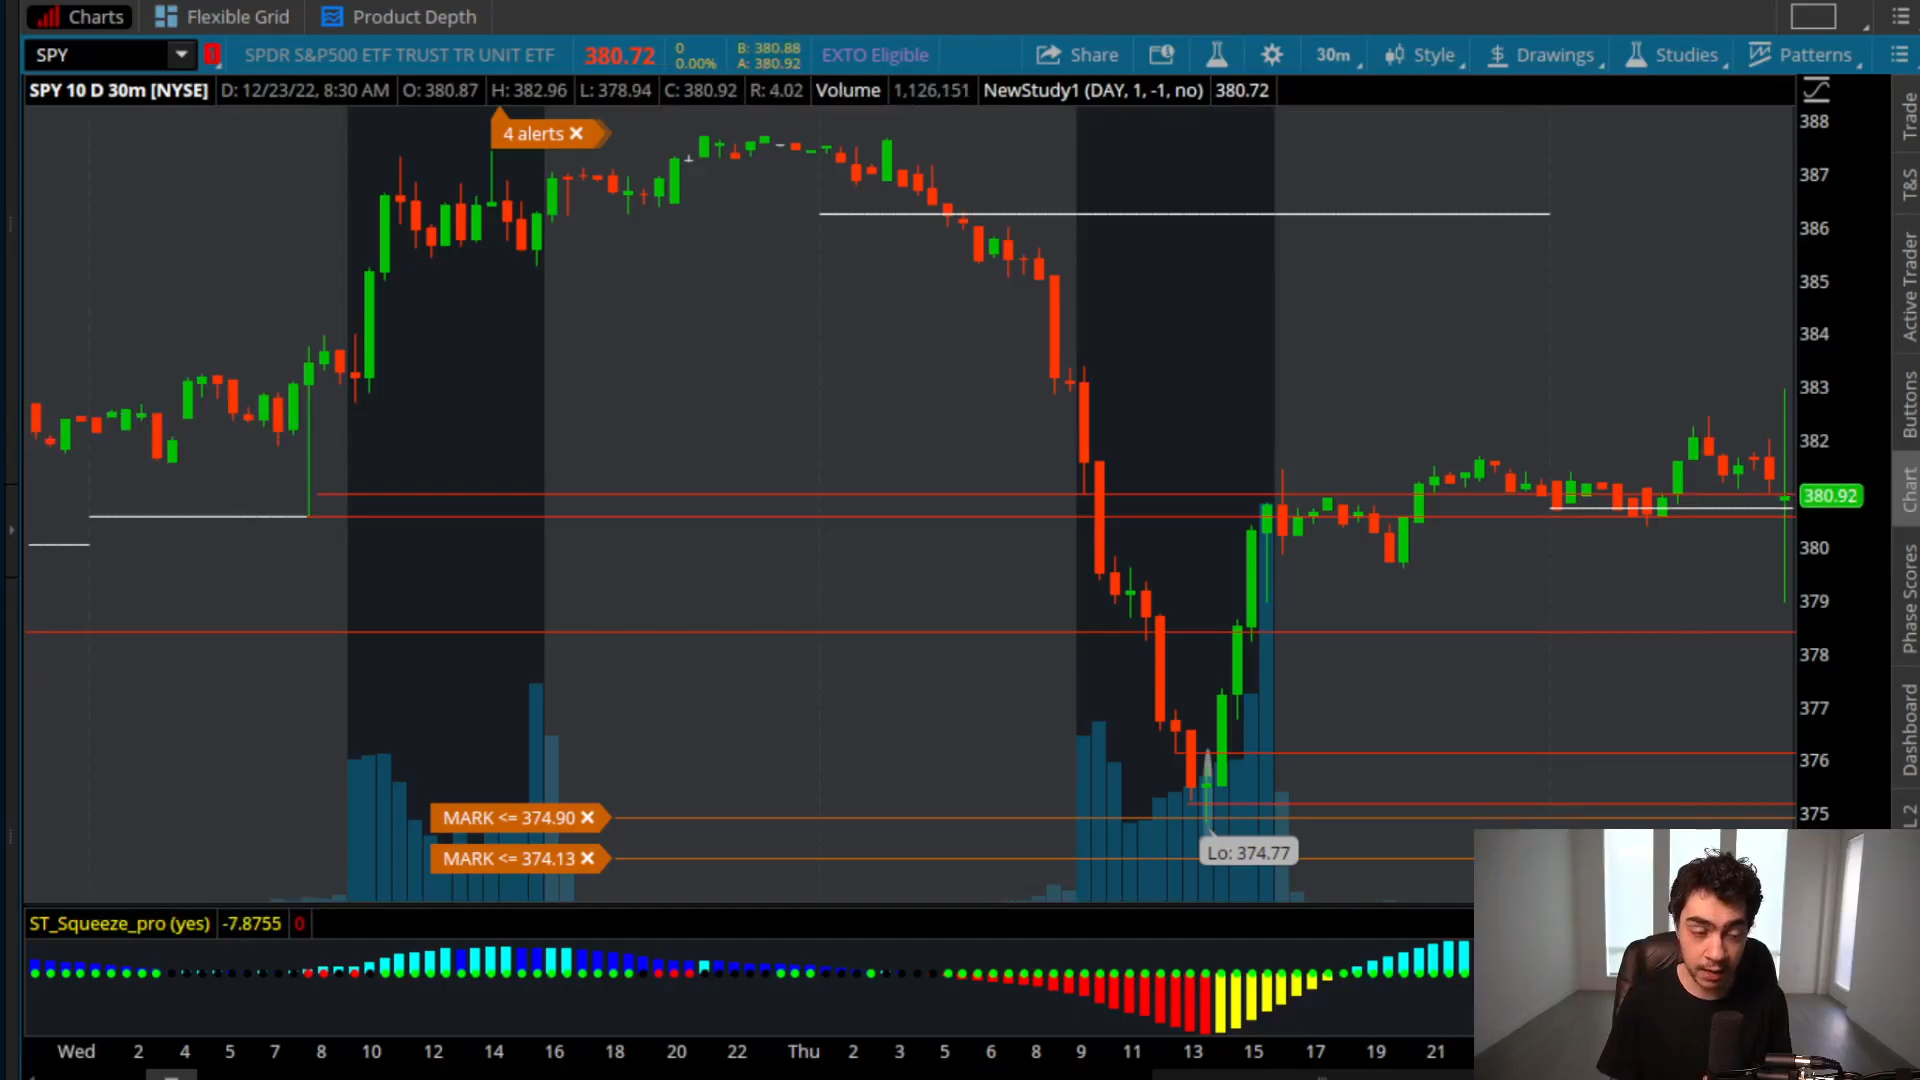 Charts Flexible Grid Product Depth
SPY SPDR S&P500 ETF TRUST TR UNIT ETF 380.72 0 0.00% B: 380.88 A: 380.92 EXTO Eligible Share 30m Style $ Drawings Studies Patterns
SPY 10 D 30m [NYSE] D: 12/23/22, 8:30 AM O: 380.87 H: 382.96 L: 378.94 C: 380.92 R: 4.02 Volume 1,126,151 NewStudy1 (DAY, 1, -1, no) 380.72
4 alerts ✕
388
387
386
385
384
383
382
380.92
380
379
378
377
376
375
MARK <= 374.90 ✕
MARK <= 374.13 ✕
Lo: 374.77
ST_Squeeze_pro (yes) -7.8755 0
Wed 2 4 5 7 8 10 12 14 16 18 20 22 Thu 2 3 5 6 8 9 11 13 15 17 19 21
Trade
T&S
Active Trader
Buttons
Chart
Phase Scores
Dashboard
L 2